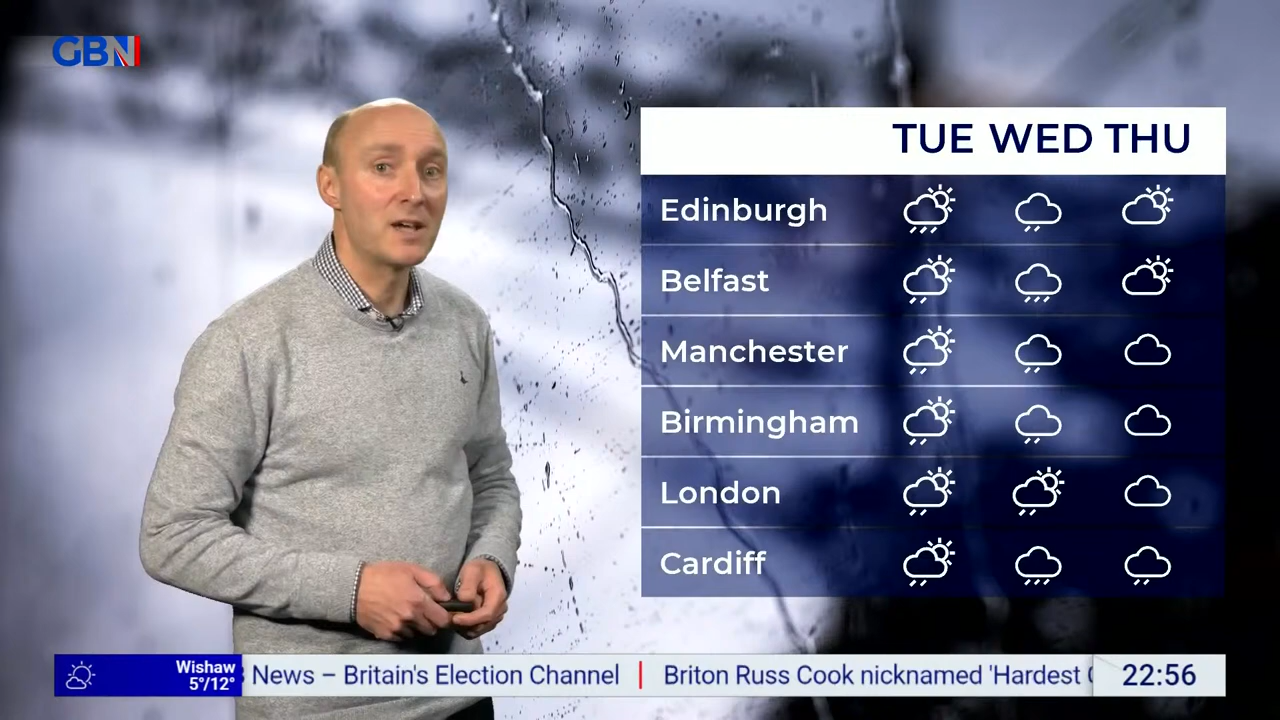 GBN
TUE WED THU
Edinburgh
Belfast
Manchester
Birmingham
London
Cardiff
Wishaw
5°/12°
News – Britain's Election Channel | Briton Russ Cook nicknamed 'Hardest
22:56